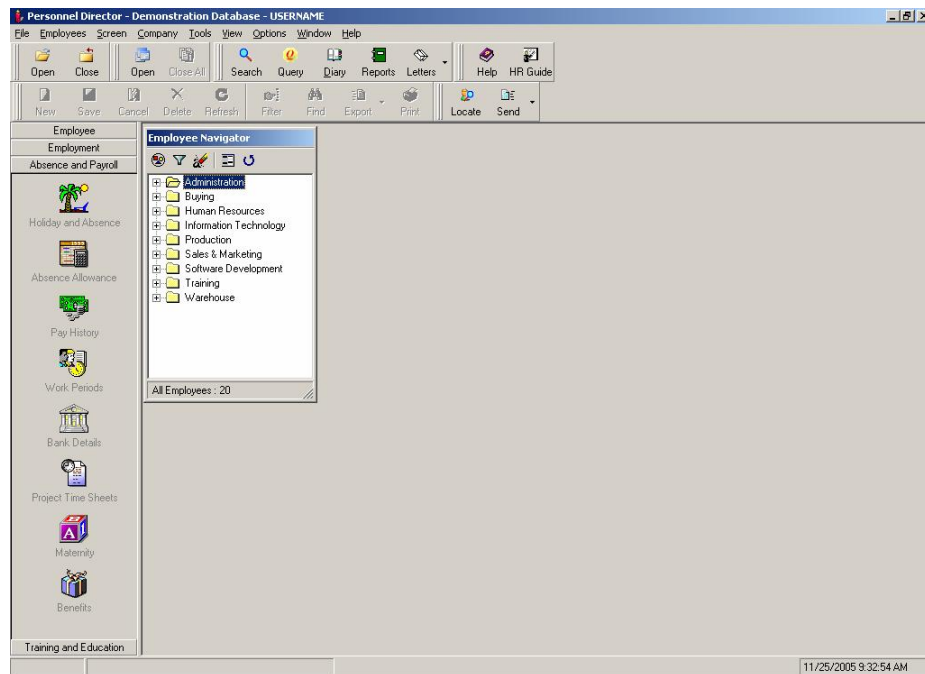 Personnel Director - Demonstration Database - USERNAME
File Employees Screen Company Tools View Options Window Help
Open Close Open Close All Search Query Diary Reports Letters Help HR Guide
New Save Cancel Delete Refresh Filter Find Export Print Locate Send
Employee
Employment
Absence and Payroll
Holiday and Absence
Absence Allowance
Pay History
Work Periods
Bank Details
Project Time Sheets
Maternity
Benefits
Training and Education
Employee Navigator
Administration
Buying
Human Resources
Information Technology
Production
Sales & Marketing
Software Development
Training
Warehouse
All Employees : 20
11/25/2005 9:32:54 AM